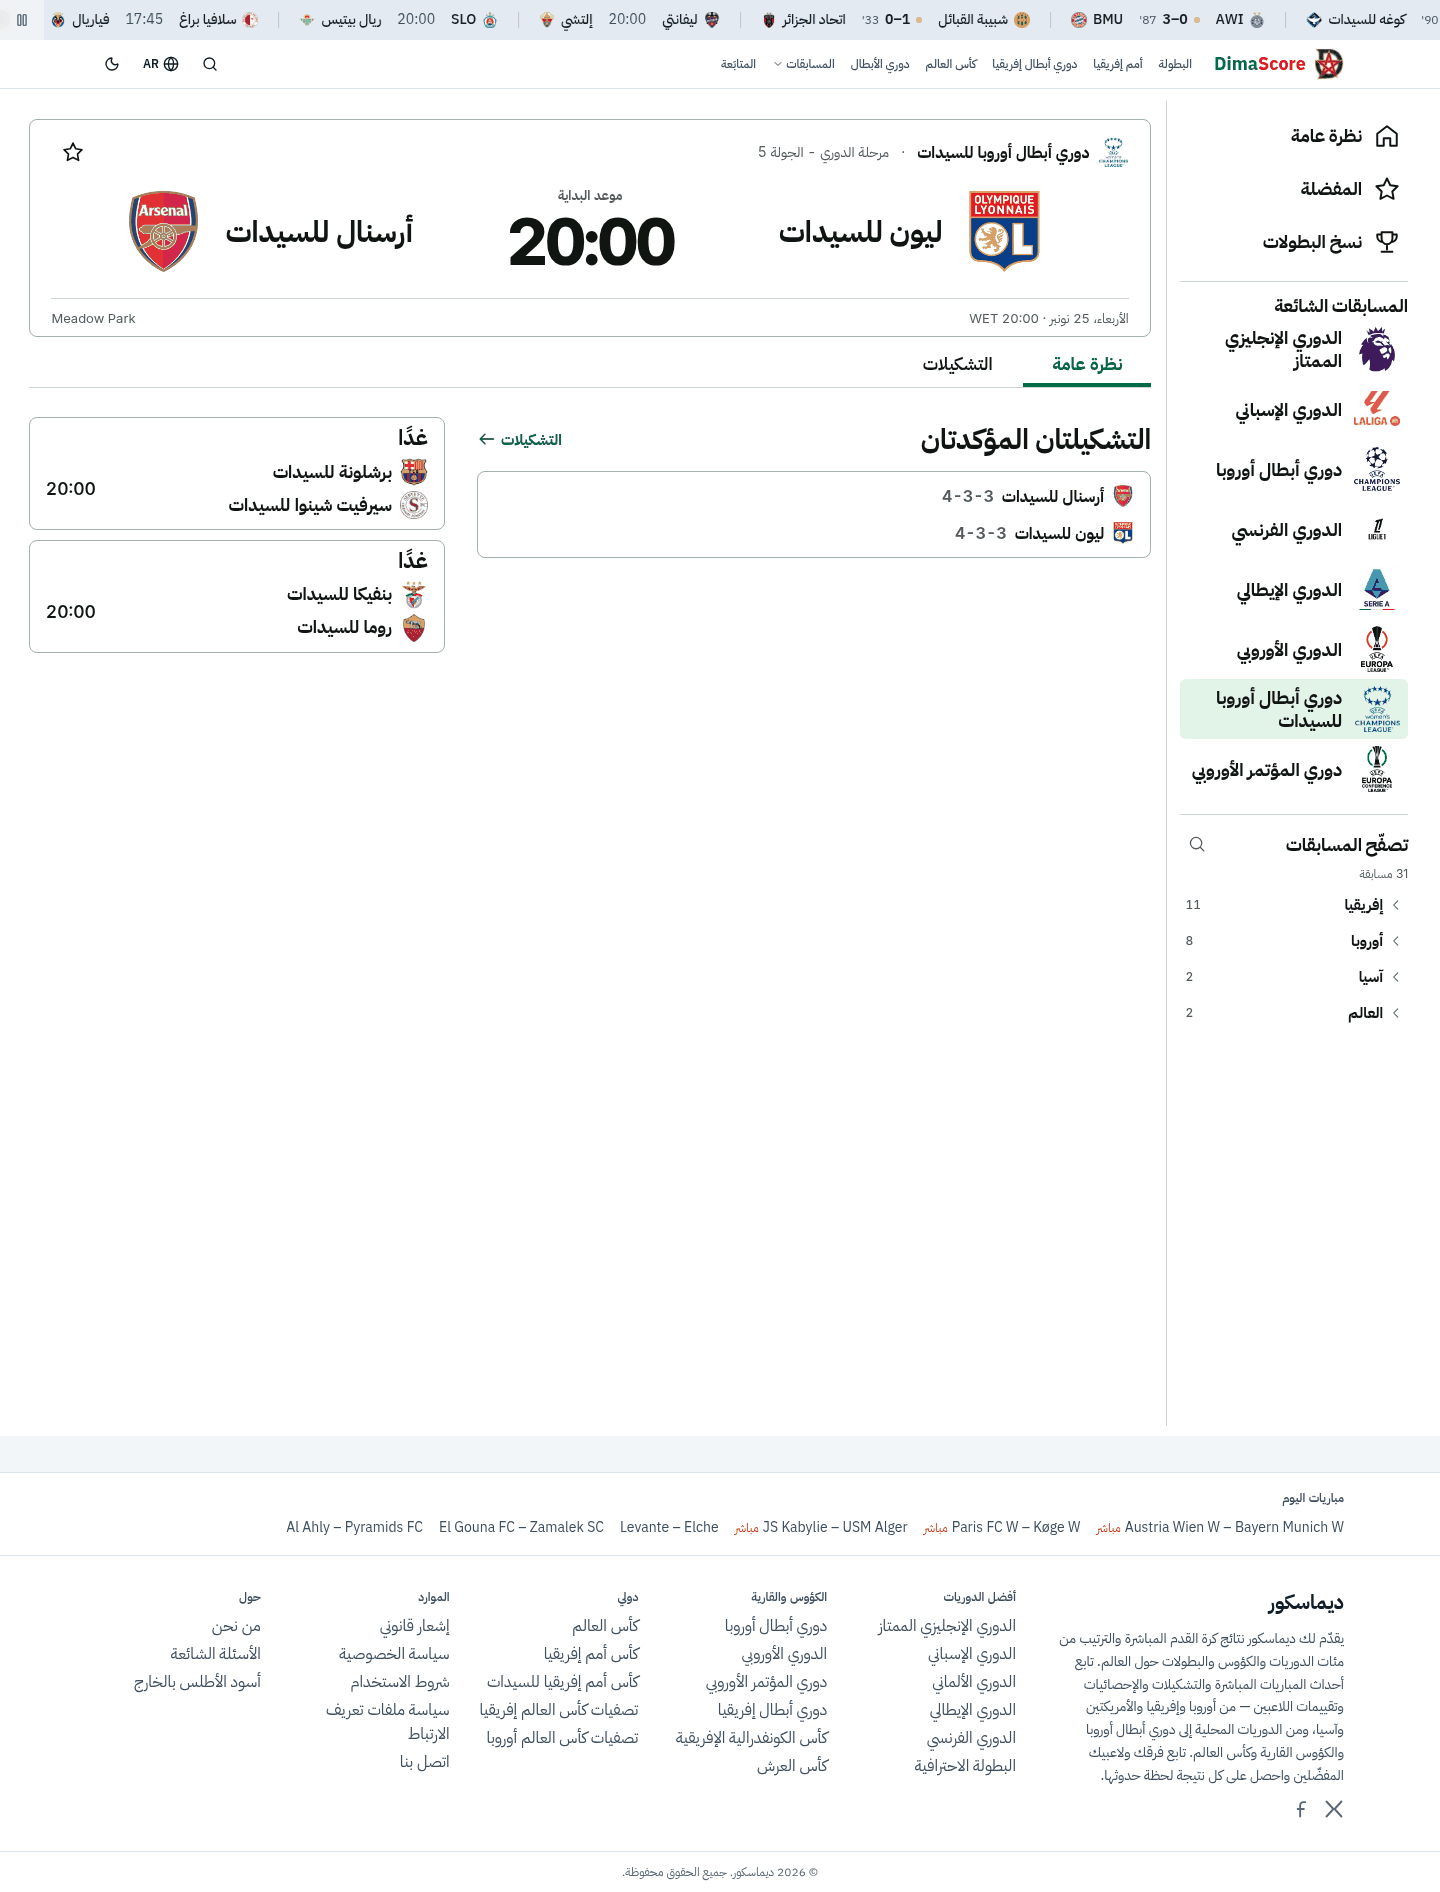 كوغه للسيدات '90
AWI 0–3 '87 BMU
شبيبة القبائل 1–0 '33 اتحاد الجزائر
ليفانتي 20:00 إلتشي
SLO 20:00 ريال بيتيس
سلافيا براغ 17:45 فياريال
DimaScore
البطولة
أمم إفريقيا
دوري أبطال إفريقيا
كأس العالم
دوري الأبطال
المسابقات
المتابَعة
AR
نظرة عامة
المفضلة
نسخ البطولات
المسابقات الشائعة
الدوري الإنجليزي
الممتاز
الدوري الإسباني
دوري أبطال أوروبا
الدوري الفرنسي
الدوري الإيطالي
الدوري الأوروبي
دوري أبطال أوروبا
للسيدات
دوري المؤتمر الأوروبي
تصفّح المسابقات
31 مسابقة
إفريقيا 11
أوروبا 8
آسيا 2
العالم 2
دوري أبطال أوروبا للسيدات · مرحلة الدوري - الجولة 5
موعد البداية
ليون للسيدات 20:00 أرسنال للسيدات
الأربعاء، 25 نونبر · 20:00 WET
Meadow Park
نظرة عامة
التشكيلات
التشكيلتان المؤكدتان
التشكيلات
أرسنال للسيدات 4-3-3
ليون للسيدات 4-3-3
غدًا
برشلونة للسيدات
سيرفيت شينوا للسيدات
20:00
غدًا
بنفيكا للسيدات
روما للسيدات
20:00
مباريات اليوم
Austria Wien W – Bayern Munich W مباشر
Paris FC W – Køge W مباشر
JS Kabylie – USM Alger مباشر
Levante – Elche
El Gouna FC – Zamalek SC
Al Ahly – Pyramids FC
ديماسكور
يقدّم لك ديماسكور نتائج كرة القدم المباشرة والترتيب من
مئات الدوريات والكؤوس والبطولات حول العالم. تابع
أحداث المباريات المباشرة والتشكيلات والإحصائيات
وتقييمات اللاعبين — من أوروبا وإفريقيا والأمريكتين
وآسيا، ومن الدوريات المحلية إلى دوري أبطال أوروبا
والكؤوس القارية وكأس العالم. تابع فرقك ولاعبيك
المفضّلين واحصل على كل نتيجة لحظة حدوثها.
أفضل الدوريات
الدوري الإنجليزي الممتاز
الدوري الإسباني
الدوري الألماني
الدوري الإيطالي
الدوري الفرنسي
البطولة الاحترافية
الكؤوس والقارية
دوري أبطال أوروبا
الدوري الأوروبي
دوري المؤتمر الأوروبي
دوري أبطال إفريقيا
كأس الكونفدرالية الإفريقية
كأس العرش
دولي
كأس العالم
كأس أمم إفريقيا
كأس أمم إفريقيا للسيدات
تصفيات كأس العالم إفريقيا
تصفيات كأس العالم أوروبا
الموارد
إشعار قانوني
سياسة الخصوصية
شروط الاستخدام
سياسة ملفات تعريف
الارتباط
اتصل بنا
حول
من نحن
الأسئلة الشائعة
أسود الأطلس بالخارج
© 2026 ديماسكور. جميع الحقوق محفوظة.